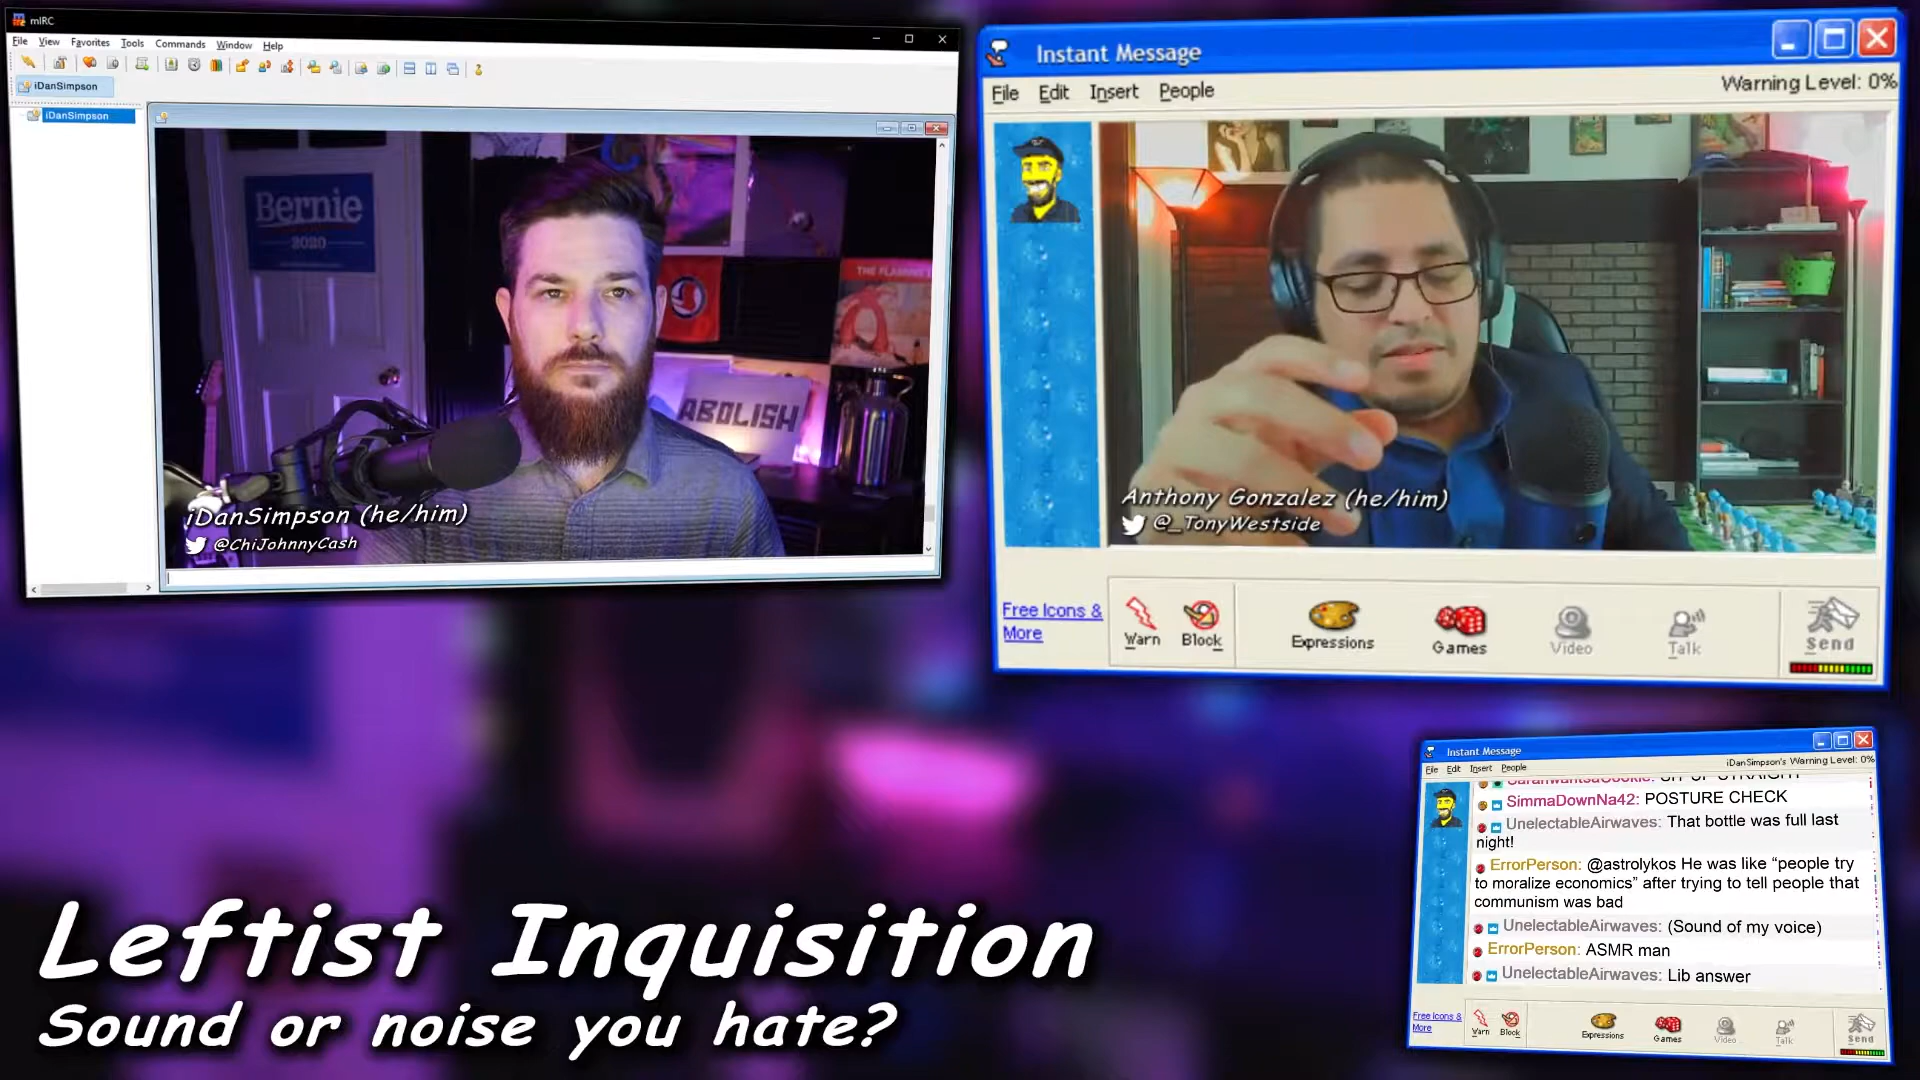 mIRC
File View Favorites Tools Commands Window Help
iDanSimpson
iDanSimpson
Bernie
2020
THE FLAMING
ABOLISH
iDanSimpson (he/him)
@ChiJohnnyCash
Instant Message
File Edit Insert People
Warning Level: 0%
Anthony Gonzalez (he/him)
@_TonyWestside
Free Icons &
More
Warn Block Expressions Games Video Talk Send
Leftist Inquisition
Sound or noise you hate?
Instant Message
File Edit Insert People
iDanSimpson's Warning Level: 0%
SimmaDownNa42: POSTURE CHECK
UnelectableAirwaves: That bottle was full last
night!
ErrorPerson: @astrolykos He was like “people try
to moralize economics” after trying to tell people that
communism was bad
UnelectableAirwaves: (Sound of my voice)
ErrorPerson: ASMR man
UnelectableAirwaves: Lib answer
Free Icons &
More
Warn Block Expressions Games Video Talk Send